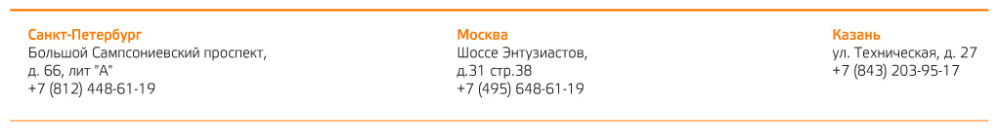 Санкт-Петербург
Большой Сампсониевский проспект,
д. 66, лит "А"
+7 (812) 448-61-19
Москва
Шоссе Энтузиастов,
д.31 стр.38
+7 (495) 648-61-19
Казань
ул. Техническая, д. 27
+7 (843) 203-95-17